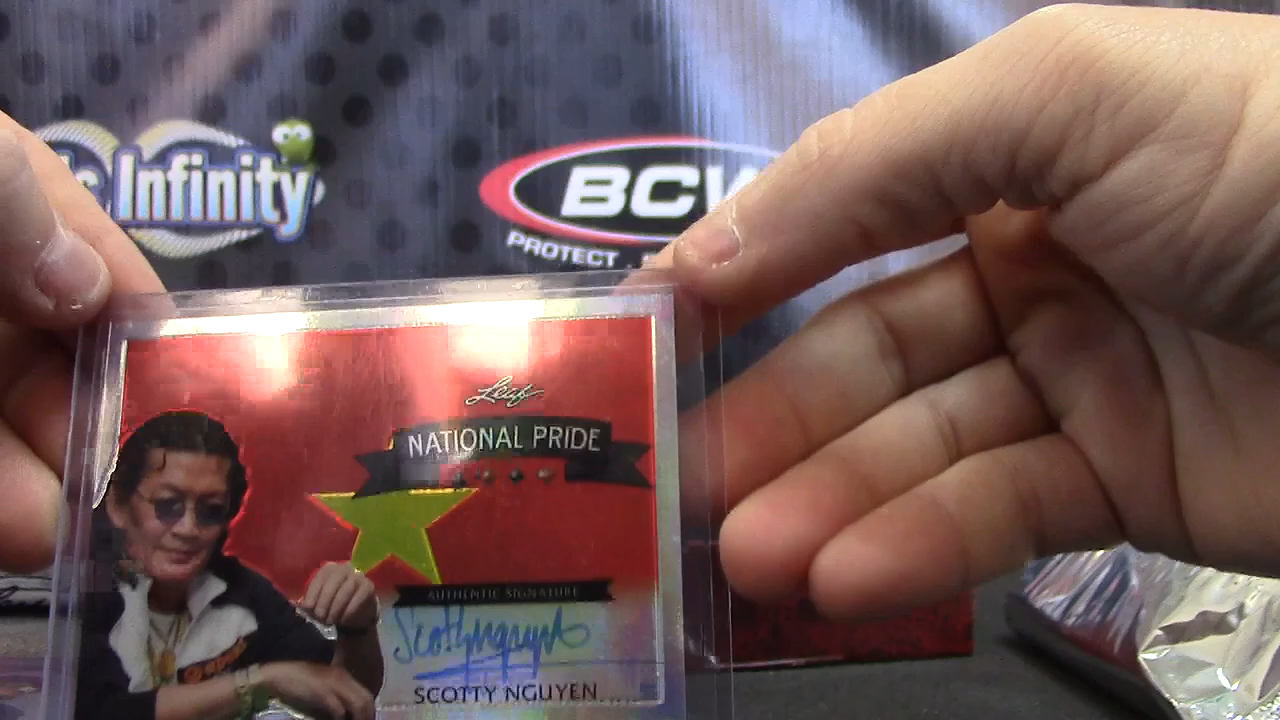 Infinity
BCW
PROTECT
Leaf
NATIONAL PRIDE
AUTHENTIC SIGNATURE
Scotty Nguyen
SCOTTY NGUYEN